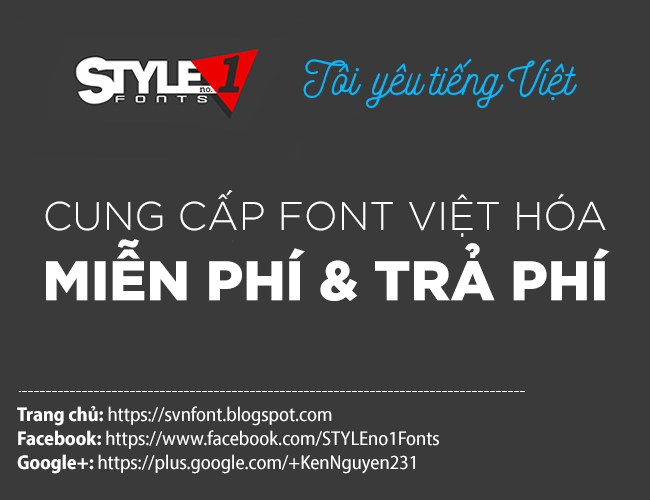 STYLE no.1
FONTS
Tôi yêu tiếng Việt
CUNG CẤP FONT VIỆT HÓA
MIỄN PHÍ & TRẢ PHÍ
Trang chủ: https://svnfont.blogspot.com
Facebook: https://www.facebook.com/STYLEno1Fonts
Google+: https://plus.google.com/+KenNguyen231